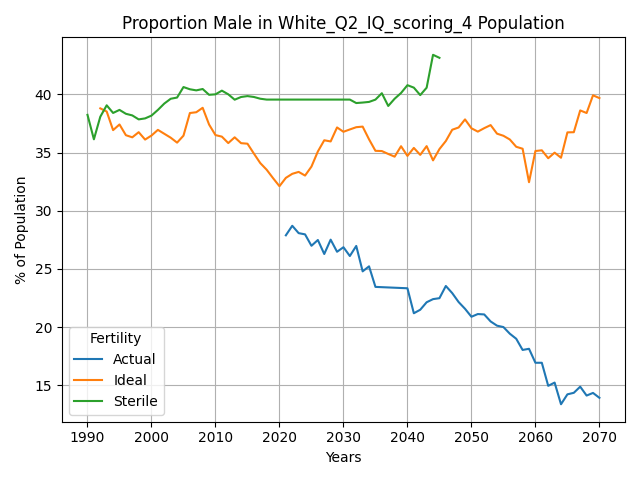 Proportion Male in White_Q2_IQ_scoring_4 Population
% of Population
40
35
30
25
20
15
Fertility
Actual
Ideal
Sterile
1990 2000 2010 2020 2030 2040 2050 2060 2070
Years